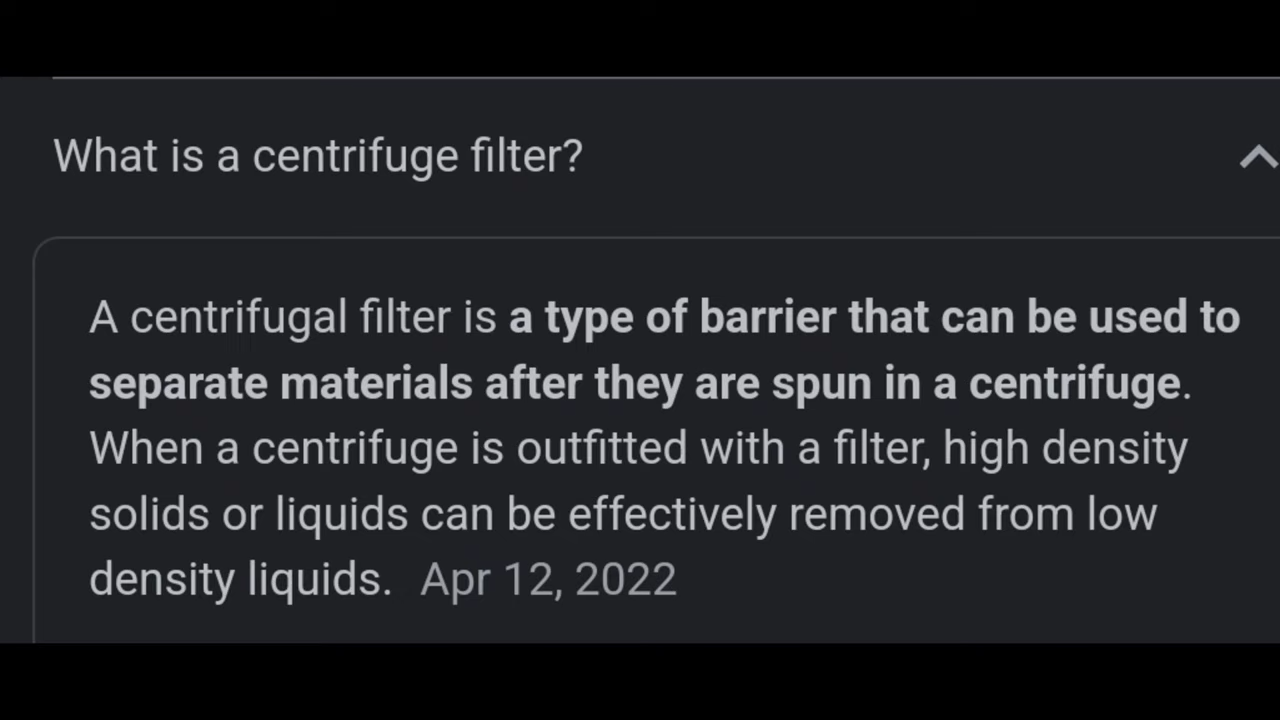 What is a centrifuge filter?
A centrifugal filter is a type of barrier that can be used to
separate materials after they are spun in a centrifuge.
When a centrifuge is outfitted with a filter, high density
solids or liquids can be effectively removed from low
density liquids. Apr 12, 2022